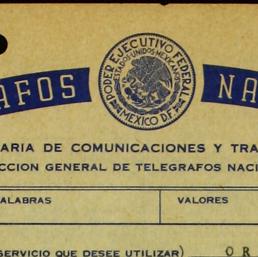 PODER EJECUTIVO FEDERAL
ESTADOS UNIDOS MEXICANOS
MEXICO D.F.
AFOS NA
ARIA DE COMUNICACIONES Y TRA
CCION GENERAL DE TELEGRAFOS NACI
ALABRAS VALORES
SERVICIO QUE DESEE UTILIZAR) O R